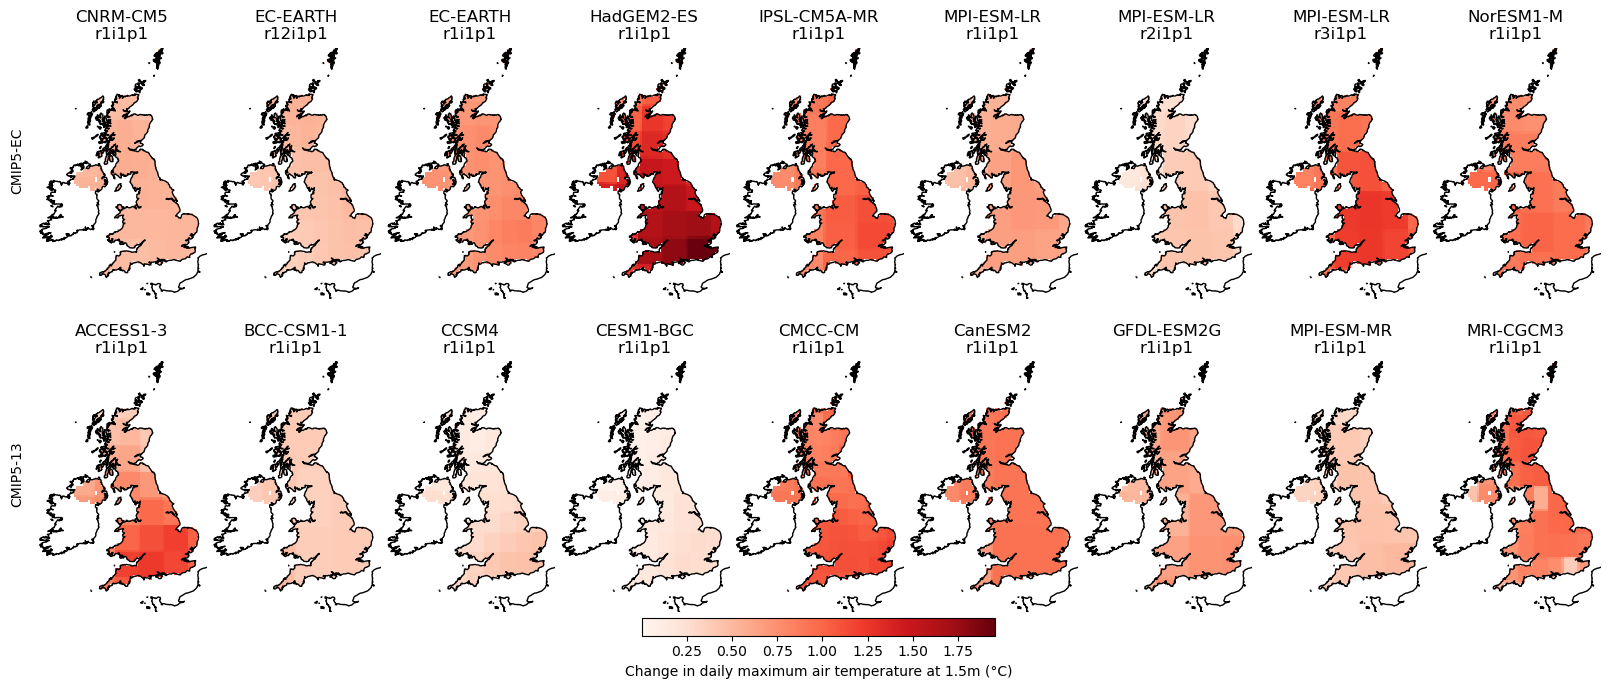 CNRM-CM5
r1i1p1
EC-EARTH
r12i1p1
EC-EARTH
r1i1p1
HadGEM2-ES
r1i1p1
IPSL-CM5A-MR
r1i1p1
MPI-ESM-LR
r1i1p1
MPI-ESM-LR
r2i1p1
MPI-ESM-LR
r3i1p1
NorESM1-M
r1i1p1
CMIP5-EC
ACCESS1-3
r1i1p1
BCC-CSM1-1
r1i1p1
CCSM4
r1i1p1
CESM1-BGC
r1i1p1
CMCC-CM
r1i1p1
CanESM2
r1i1p1
GFDL-ESM2G
r1i1p1
MPI-ESM-MR
r1i1p1
MRI-CGCM3
r1i1p1
CMIP5-13
0.25 0.50 0.75 1.00 1.25 1.50 1.75
Change in daily maximum air temperature at 1.5m (°C)